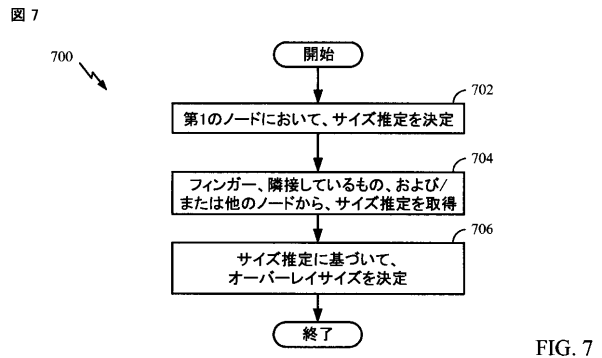 図 7
700
開始
702
第1のノードにおいて、サイズ推定を決定
704
フィンガー、隣接しているもの、および/
または他のノードから、サイズ推定を取得
706
サイズ推定に基づいて、
オーバーレイサイズを決定
終了
FIG. 7